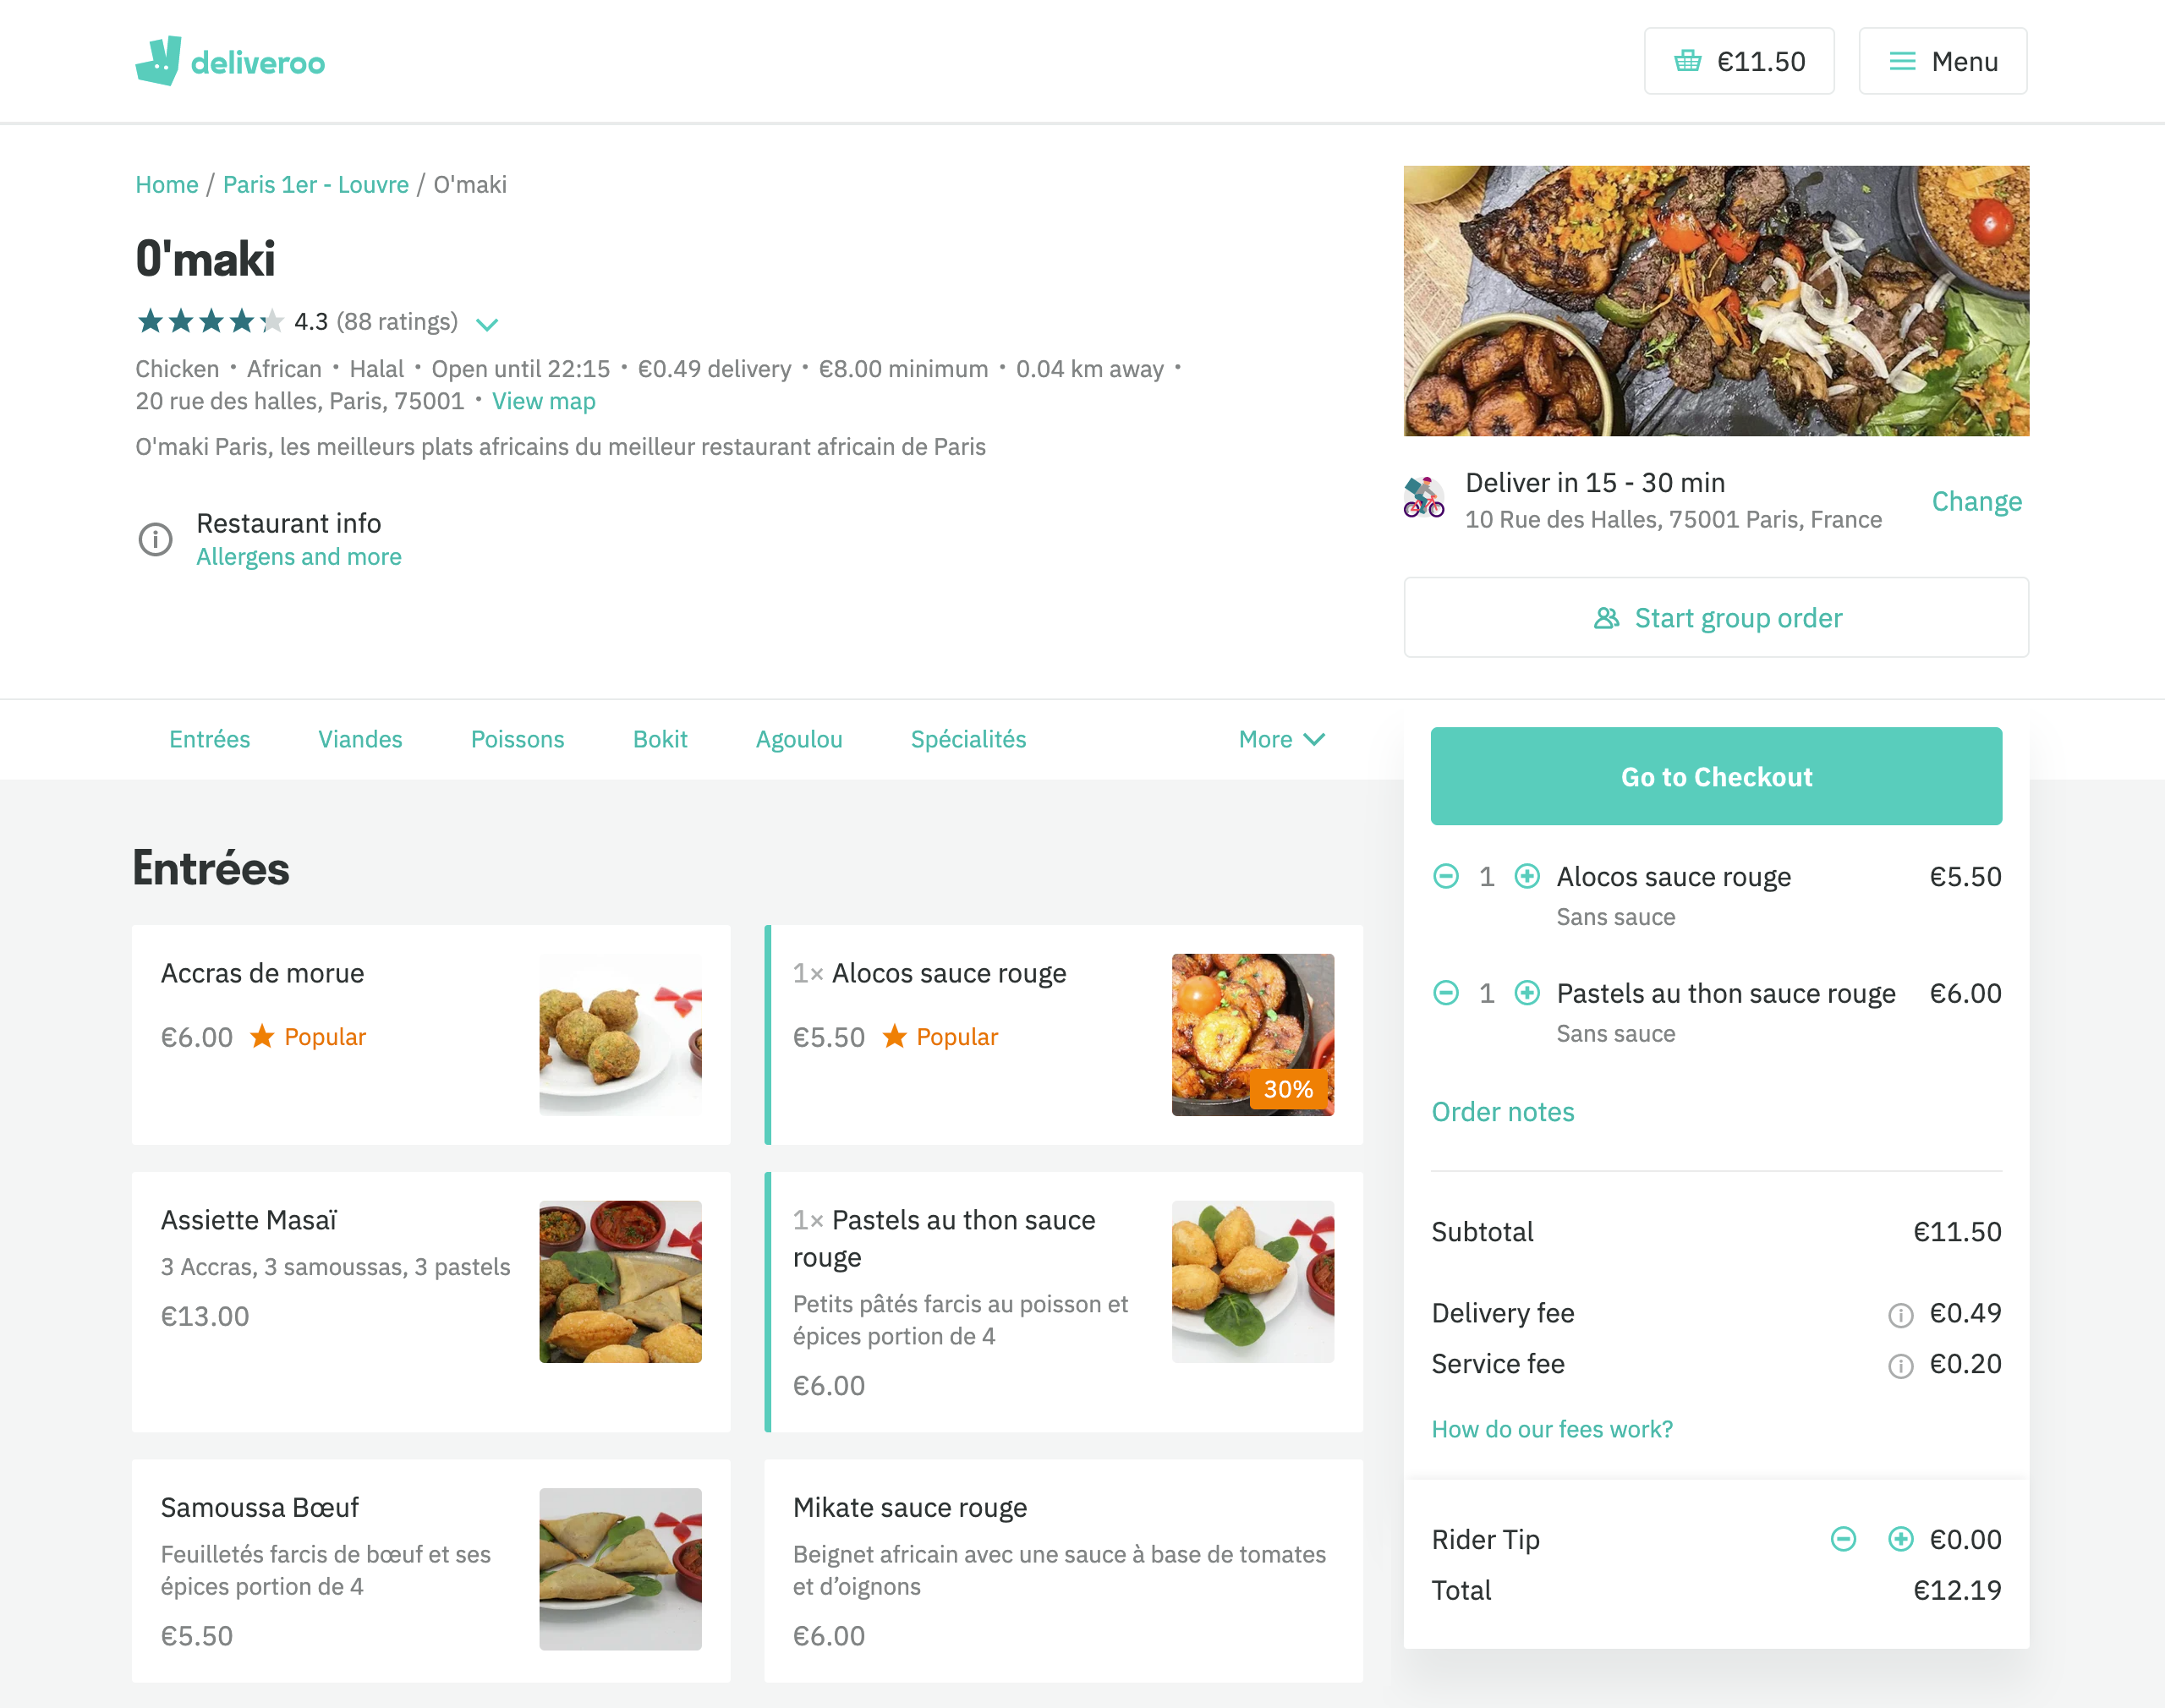 deliveroo
€11.50
Menu
Home / Paris 1er - Louvre / O'maki
O'maki
4.3 (88 ratings)
Chicken • African • Halal • Open until 22:15 • €0.49 delivery • €8.00 minimum • 0.04 km away •
20 rue des halles, Paris, 75001 • View map
O'maki Paris, les meilleurs plats africains du meilleur restaurant africain de Paris
Restaurant info
Allergens and more
Deliver in 15 - 30 min
10 Rue des Halles, 75001 Paris, France
Change
Start group order
Entrées Viandes Poissons Bokit Agoulou Spécialités More
Entrées
Accras de morue
€6.00 Popular
1× Alocos sauce rouge
€5.50 Popular
30%
Assiette Masaï
3 Accras, 3 samoussas, 3 pastels
€13.00
1× Pastels au thon sauce
rouge
Petits pâtés farcis au poisson et
épices portion de 4
€6.00
Samoussa Bœuf
Feuilletés farcis de bœuf et ses
épices portion de 4
€5.50
Mikate sauce rouge
Beignet africain avec une sauce à base de tomates
et d’oignons
€6.00
Go to Checkout
1 Alocos sauce rouge €5.50
Sans sauce
1 Pastels au thon sauce rouge €6.00
Sans sauce
Order notes
Subtotal €11.50
Delivery fee €0.49
Service fee €0.20
How do our fees work?
Rider Tip €0.00
Total €12.19